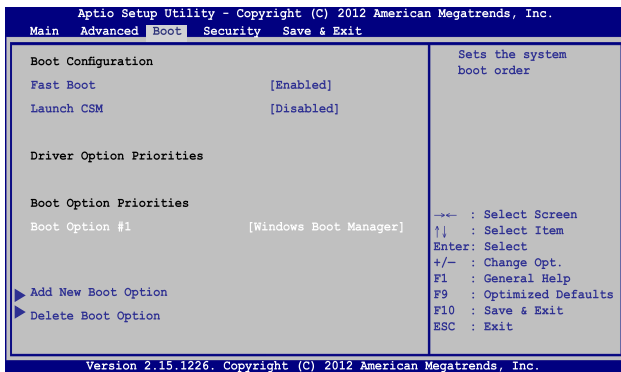 Aptio Setup Utility - Copyright (C) 2012 American Megatrends, Inc.
Main Advanced Boot Security Save & Exit
Boot Configuration
Fast Boot [Enabled]
Launch CSM [Disabled]
Driver Option Priorities
Boot Option Priorities
Boot Option #1 [Windows Boot Manager]
Add New Boot Option
Delete Boot Option
Sets the system
boot order
→← : Select Screen
↑↓ : Select Item
Enter: Select
+/— : Change Opt.
F1 : General Help
F9 : Optimized Defaults
F10 : Save & Exit
ESC : Exit
Version 2.15.1226. Copyright (C) 2012 American Megatrends, Inc.